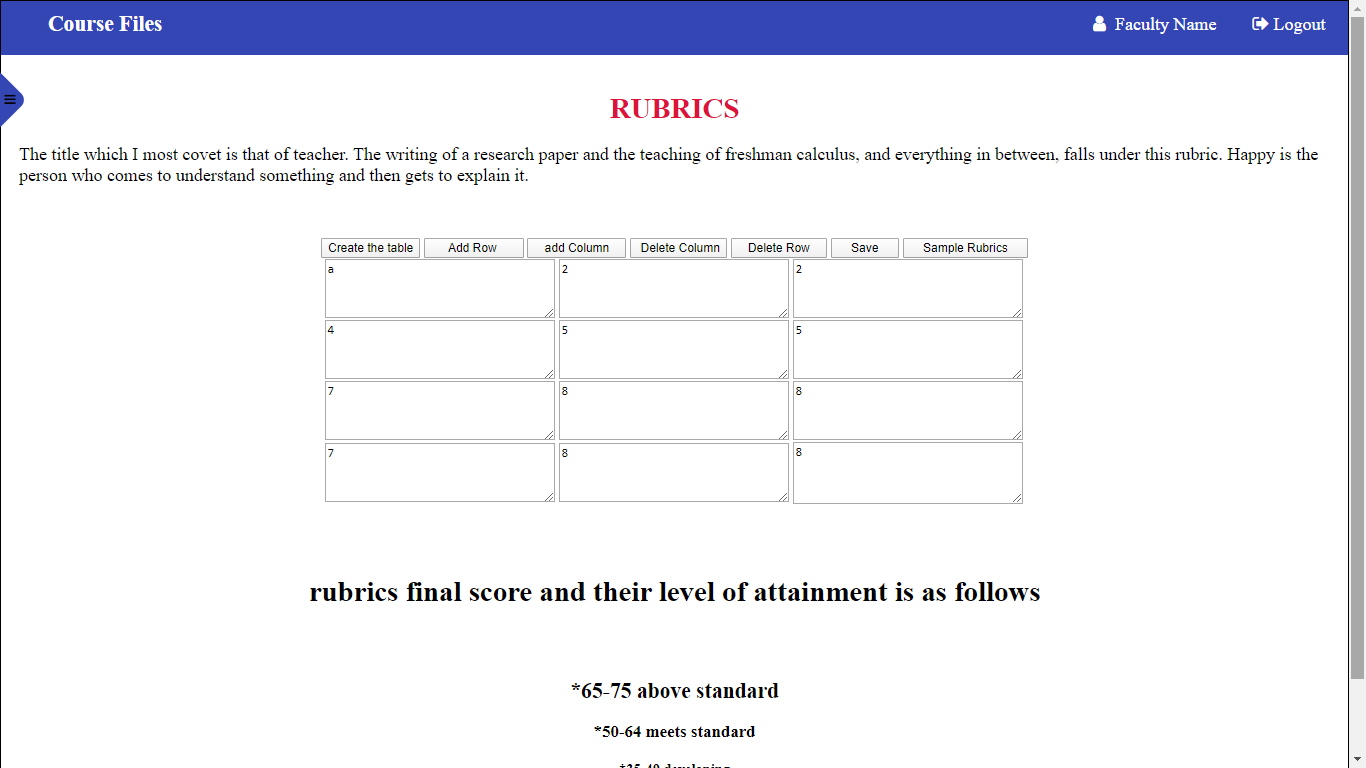 Course Files
Faculty Name
Logout
RUBRICS
The title which I most covet is that of teacher. The writing of a research paper and the teaching of freshman calculus, and everything in between, falls under this rubric. Happy is the
person who comes to understand something and then gets to explain it.
Create the table Add Row add Column Delete Column Delete Row Save Sample Rubrics
a 2 2
4 5 5
7 8 8
7 8 8
rubrics final score and their level of attainment is as follows
*65-75 above standard
*50-64 meets standard